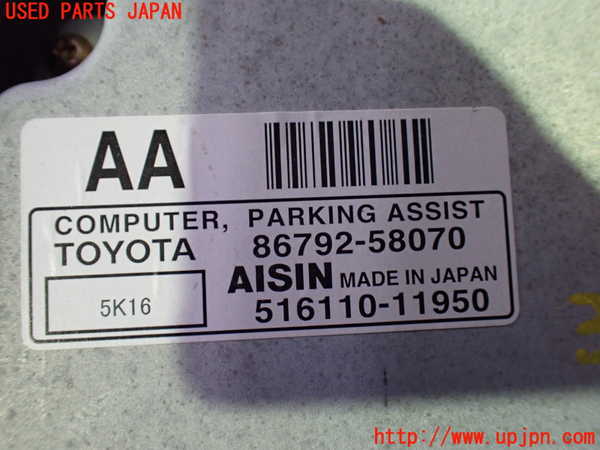 USED PARTS JAPAN
AA
COMPUTER, PARKING ASSIST
TOYOTA 86792-58070
5K16
AISIN MADE IN JAPAN
516110-11950
http://www.upjpn.com/